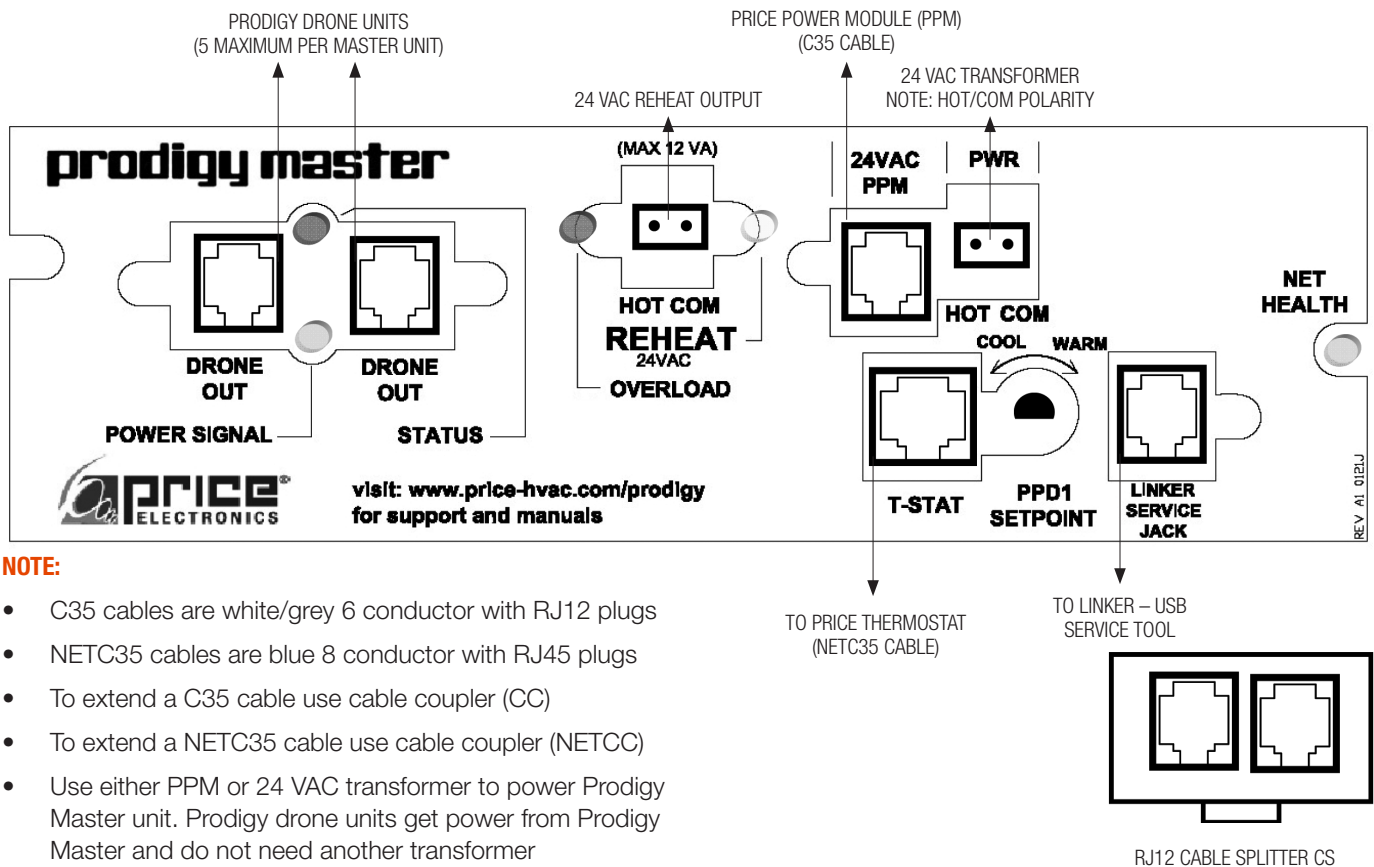 PRODIGY DRONE UNITS
(5 MAXIMUM PER MASTER UNIT)
PRICE POWER MODULE (PPM)
(C35 CABLE)
24 VAC REHEAT OUTPUT
24 VAC TRANSFORMER
NOTE: HOT/COM POLARITY
prodigy master
(MAX 12 VA)
24VAC
PPM
PWR
DRONE
OUT
DRONE
OUT
POWER SIGNAL
STATUS
HOT COM
REHEAT
24VAC
OVERLOAD
HOT COM
COOL
WARM
NET
HEALTH
T-STAT
PPD1
SETPOINT
LINKER
SERVICE
JACK
REV A1 0121J
PRICE®
ELECTRONICS
visit: www.price-hvac.com/prodigy
for support and manuals
NOTE:
• C35 cables are white/grey 6 conductor with RJ12 plugs
• NETC35 cables are blue 8 conductor with RJ45 plugs
• To extend a C35 cable use cable coupler (CC)
• To extend a NETC35 cable use cable coupler (NETCC)
• Use either PPM or 24 VAC transformer to power Prodigy
Master unit. Prodigy drone units get power from Prodigy
Master and do not need another transformer
TO PRICE THERMOSTAT
(NETC35 CABLE)
TO LINKER – USB
SERVICE TOOL
RJ12 CABLE SPLITTER CS